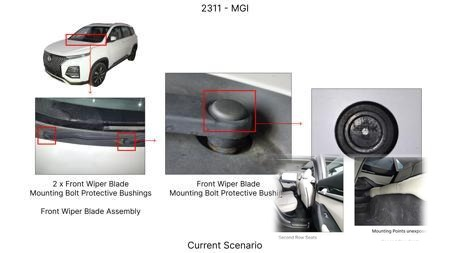 2311 - MGI
2 x Front Wiper Blade
Mounting Bolt Protective Bushings
Front Wiper Blade Assembly
Front Wiper Blade
Mounting Bolt Protective Bushi
Second Row Seats
Mounting Points unexpos
Current Scenario